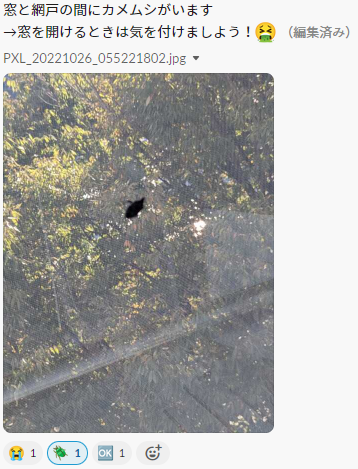 窓と網戸の間にカメムシがいます
→窓を開けるときは気を付けましよう！🤮 （編集済み）
PXL_20221026_055221802.jpg
😭 1 🪲 1 🆗 1